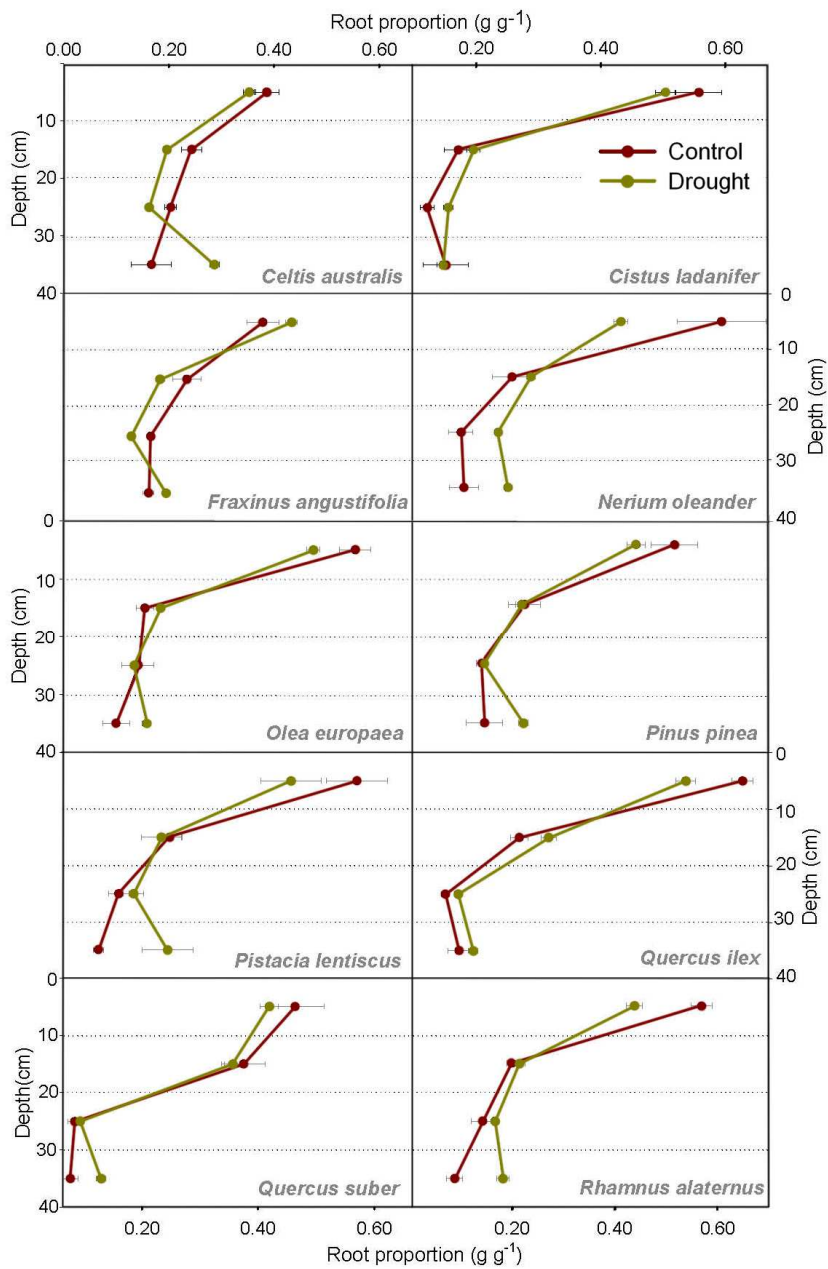 Root proportion (g g-1)
0.00 0.20 0.40 0.60 0.20 0.40 0.60
Depth (cm)
10
20
30
40
Control
Drought
Celtis australis
Cistus ladanifer
0
10
20
30
40
Depth (cm)
Fraxinus angustifolia
Nerium oleander
0
10
20
30
40
Depth (cm)
Olea europaea
Pinus pinea
0
10
20
30
40
Depth (cm)
Pistacia lentiscus
Quercus ilex
0
10
20
30
40
Depth(cm)
Quercus suber
Rhamnus alaternus
0.20 0.40 0.60 0.20 0.40 0.60
Root proportion (g g-1)